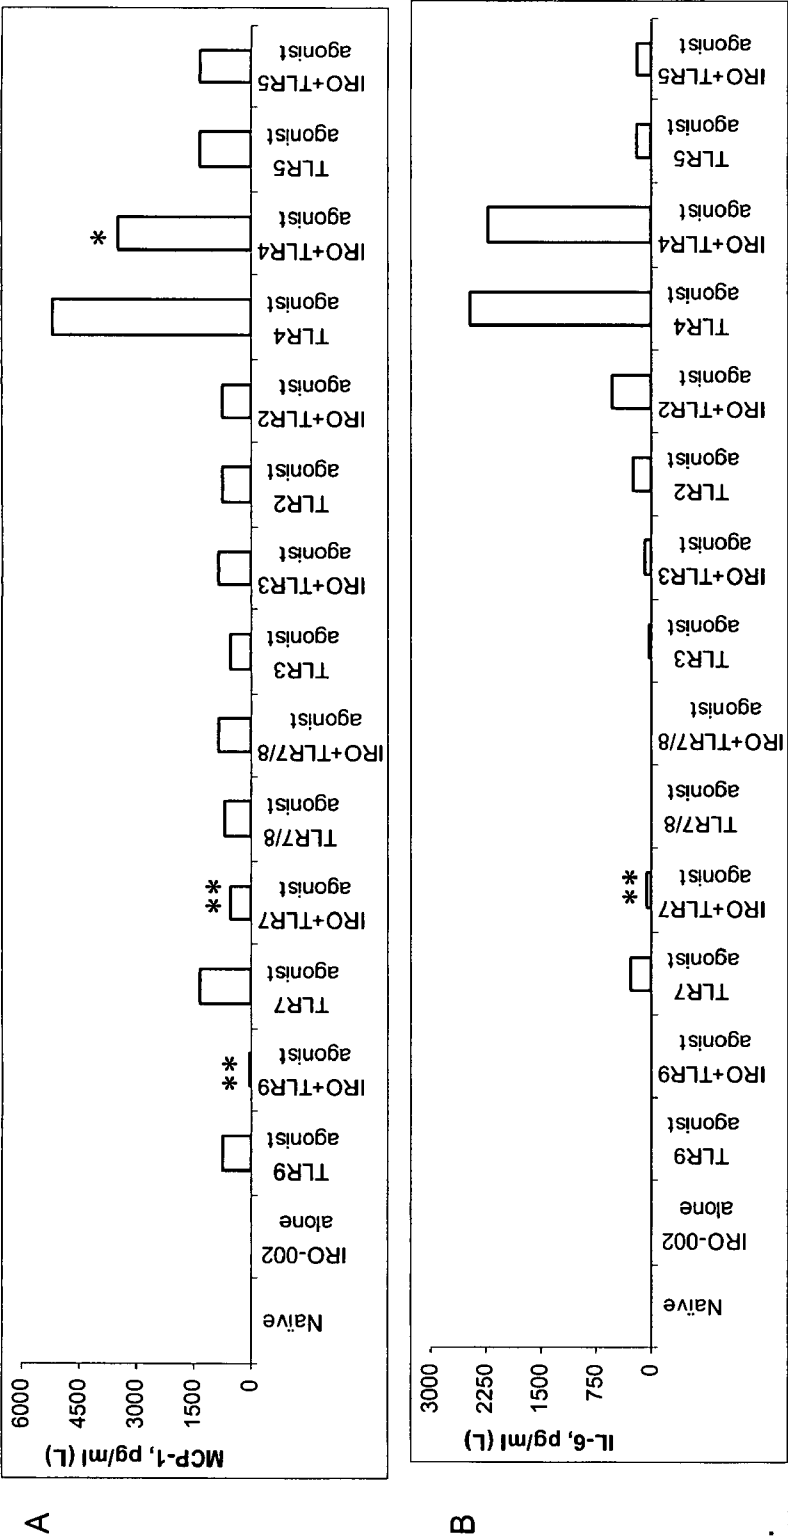 A
MCP-1, pg/ml (L)
6000
4500
3000
1500
0
Naïve
IRO-002
alone
TLR9
agonist
**
IRO+TLR9
agonist
TLR7
agonist
**
IRO+TLR7
agonist
TLR7/8
agonist
IRO+TLR7/8
agonist
TLR3
agonist
IRO+TLR3
agonist
TLR2
agonist
IRO+TLR2
agonist
TLR4
agonist
*
IRO+TLR4
agonist
TLR5
agonist
IRO+TLR5
agonist
B
IL-6, pg/ml (L)
3000
2250
1500
750
0
Naïve
IRO-002
alone
TLR9
agonist
IRO+TLR9
agonist
TLR7
agonist
**
IRO+TLR7
agonist
TLR7/8
agonist
IRO+TLR7/8
agonist
TLR3
agonist
IRO+TLR3
agonist
TLR2
agonist
IRO+TLR2
agonist
TLR4
agonist
IRO+TLR4
agonist
TLR5
agonist
IRO+TLR5
agonist